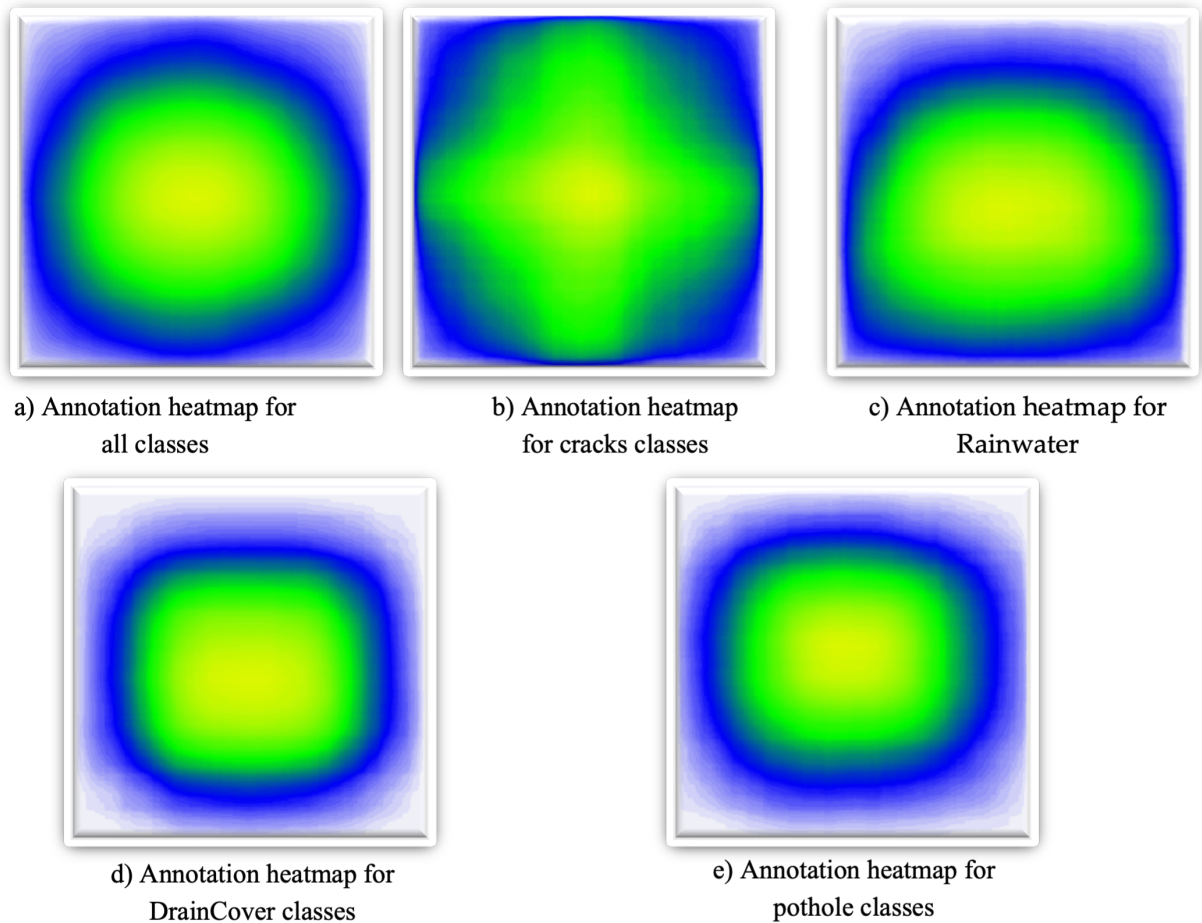 a) Annotation heatmap for
all classes
b) Annotation heatmap
for cracks classes
c) Annotation heatmap for
Rainwater
d) Annotation heatmap for
DrainCover classes
e) Annotation heatmap for
pothole classes